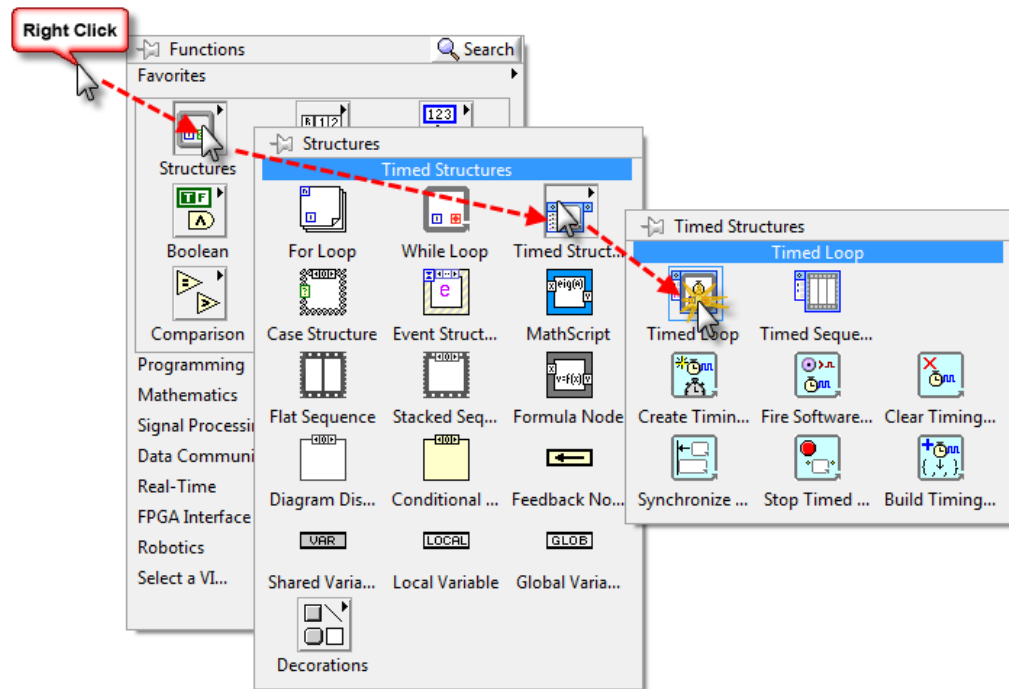 Right Click
Functions
Search
Favorites
Structures
Boolean
Comparison
Programming
Mathematics
Signal Processi
Data Communi
Real-Time
FPGA Interface
Robotics
Select a VI...
Structures
Timed Structures
For Loop
While Loop
Timed Struct...
Case Structure
Event Struct...
MathScript
Flat Sequence
Stacked Seq...
Formula Node
Diagram Dis...
Conditional ...
Feedback No...
VAR
LOCAL
GLOB
Shared Varia...
Local Variable
Global Varia...
Decorations
Timed Structures
Timed Loop
Timed Loop
Timed Seque...
Create Timin...
Fire Software...
Clear Timing...
Synchronize ...
Stop Timed ...
Build Timing...